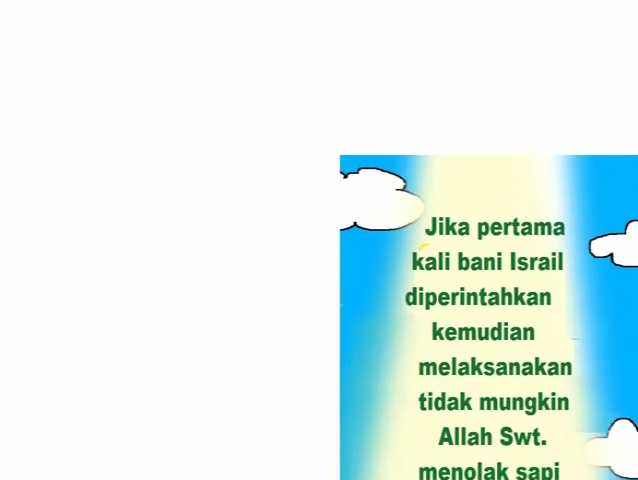 Jika pertama
kali bani Israil
diperintahkan
kemudian
melaksanakan
tidak mungkin
Allah Swt.
menolak sapi